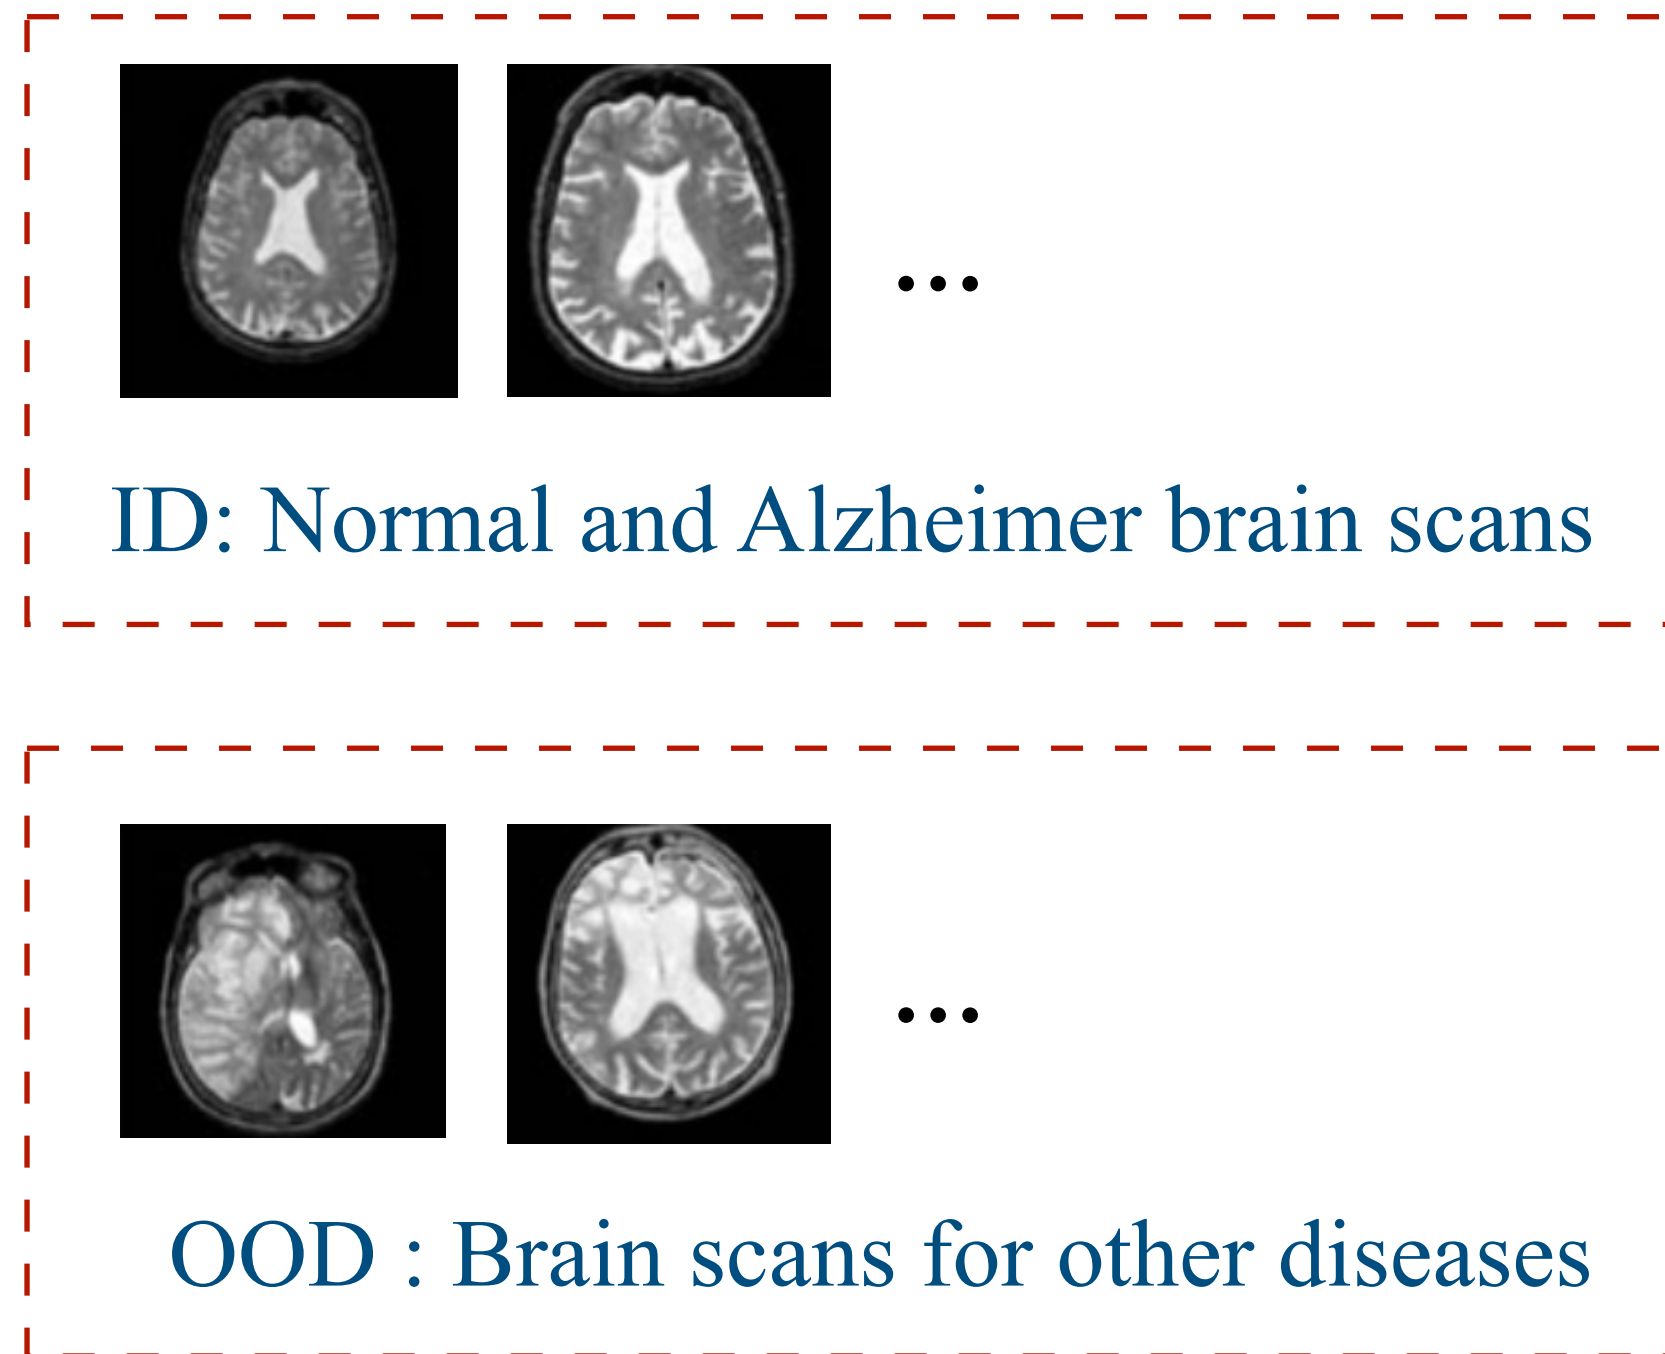 ...
ID: Normal and Alzheimer brain scans
...
OOD : Brain scans for other diseases